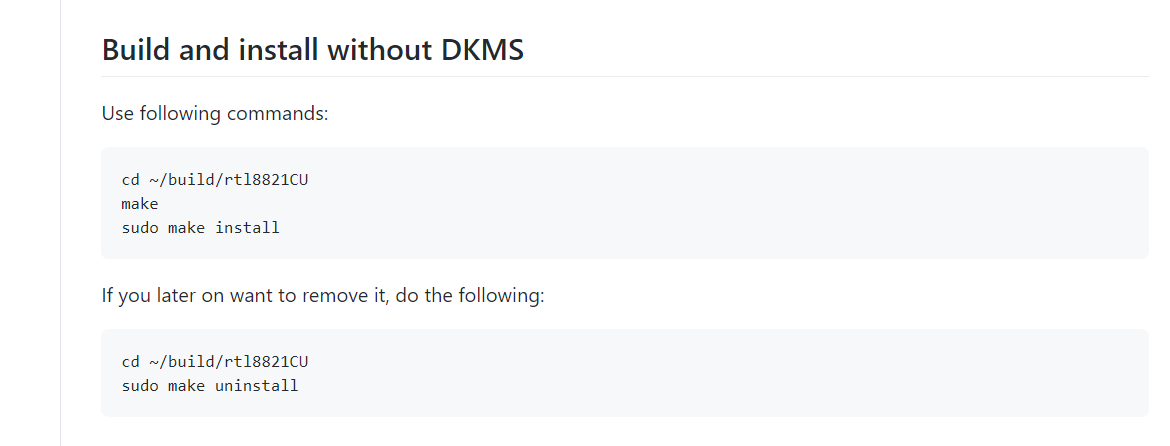 Build and install without DKMS
Use following commands:
cd ~/build/rtl8821CU
make
sudo make install
If you later on want to remove it, do the following:
cd ~/build/rtl8821CU
sudo make uninstall